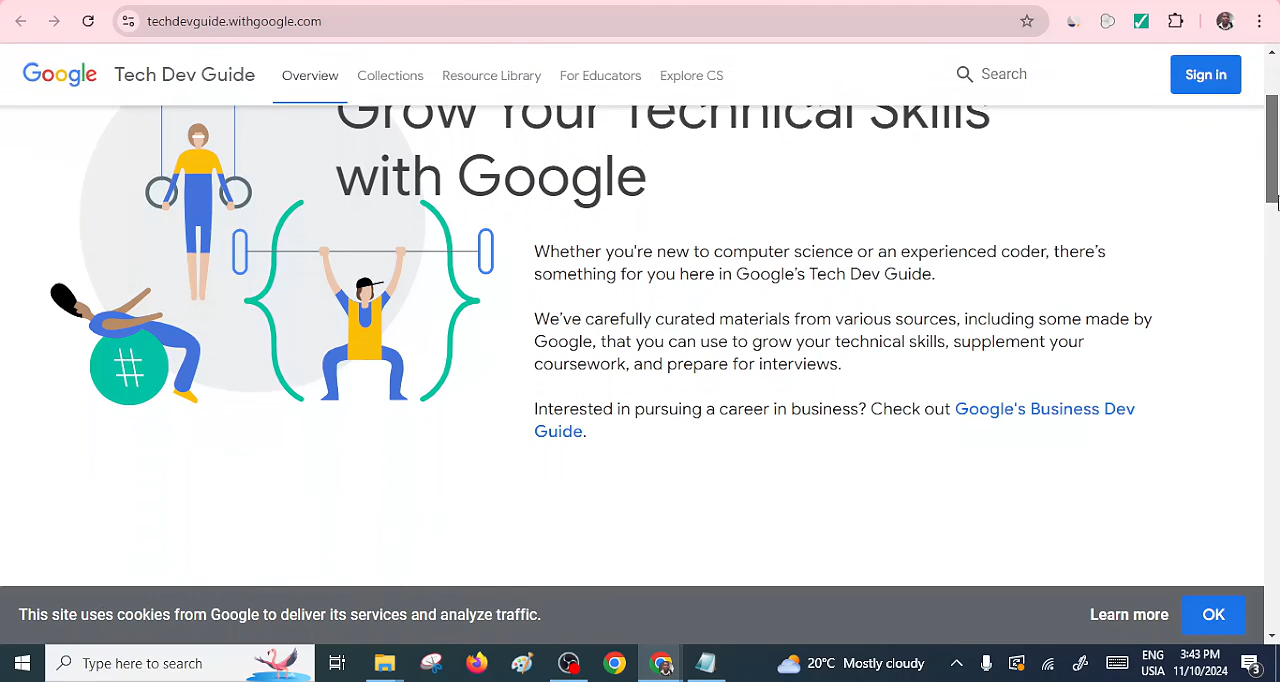 techdevguide.withgoogle.com
Google Tech Dev Guide Overview Collections Resource Library For Educators Explore CS Search Sign in
Grow Your Technical Skills
with Google
Whether you're new to computer science or an experienced coder, there's
something for you here in Google's Tech Dev Guide.
We've carefully curated materials from various sources, including some made by
Google, that you can use to grow your technical skills, supplement your
coursework, and prepare for interviews.
Interested in pursuing a career in business? Check out Google's Business Dev
Guide.
#
This site uses cookies from Google to deliver its services and analyze traffic. Learn more OK
Type here to search
20°C Mostly cloudy
ENG
USIA
3:43 PM
11/10/2024
3